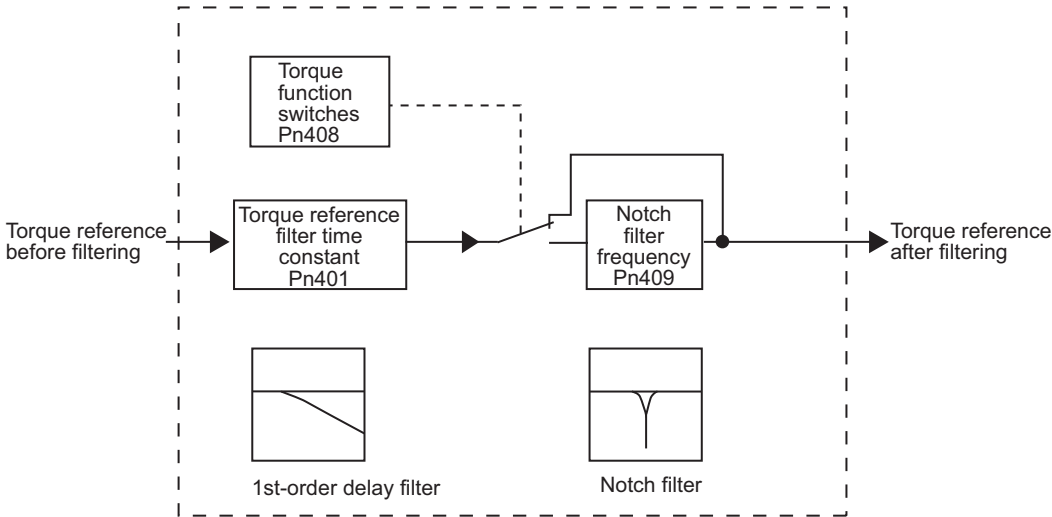 Torque
function
switches
Pn408
Torque reference
before filtering
Torque reference
filter time
constant
Pn401
Notch
filter
frequency
Pn409
Torque reference
after filtering
1st-order delay filter
Notch filter